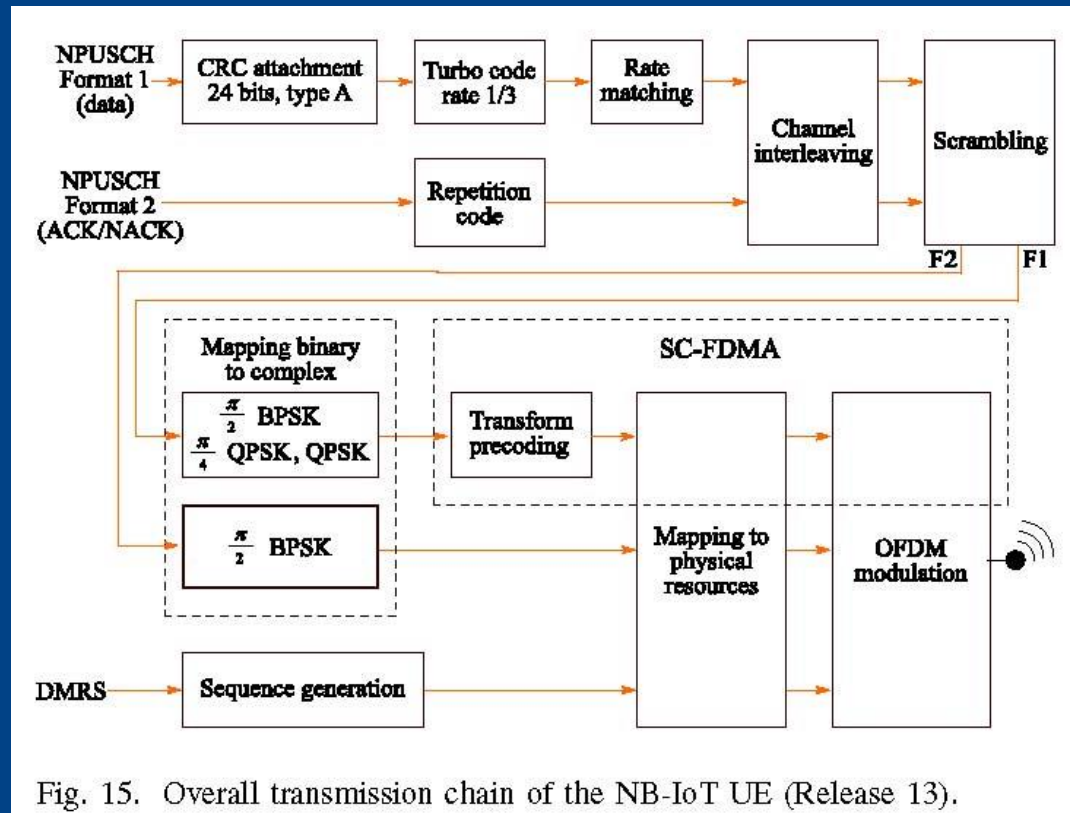 NPUSCH
Format 1
(data)
CRC attachment
24 bits, type A
Turbo code
rate 1/3
Rate
matching
Channel
interleaving
Scrambling
NPUSCH
Format 2
(ACK/NACK)
Repetition
code
F2
F1
Mapping binary
to complex
π/2 BPSK
π/4 QPSK, QPSK
π/2 BPSK
SC-FDMA
Transform
precoding
Mapping to
physical
resources
OFDM
modulation
DMRS
Sequence generation
Fig. 15. Overall transmission chain of the NB-IoT UE (Release 13).